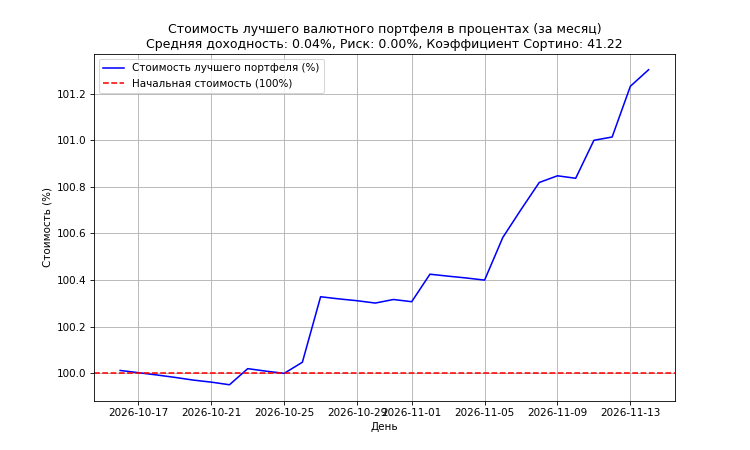 Стоимость лучшего валютного портфеля в процентах (за месяц)
Средняя доходность: 0.04%, Риск: 0.00%, Коэффициент Сортино: 41.22
Стоимость лучшего портфеля (%)
Начальная стоимость (100%)
Стоимость (%)
101.2
101.0
100.8
100.6
100.4
100.2
100.0
2026-10-17 2026-10-21 2026-10-25 2026-10-29 2026-11-01 2026-11-05 2026-11-09 2026-11-13
День